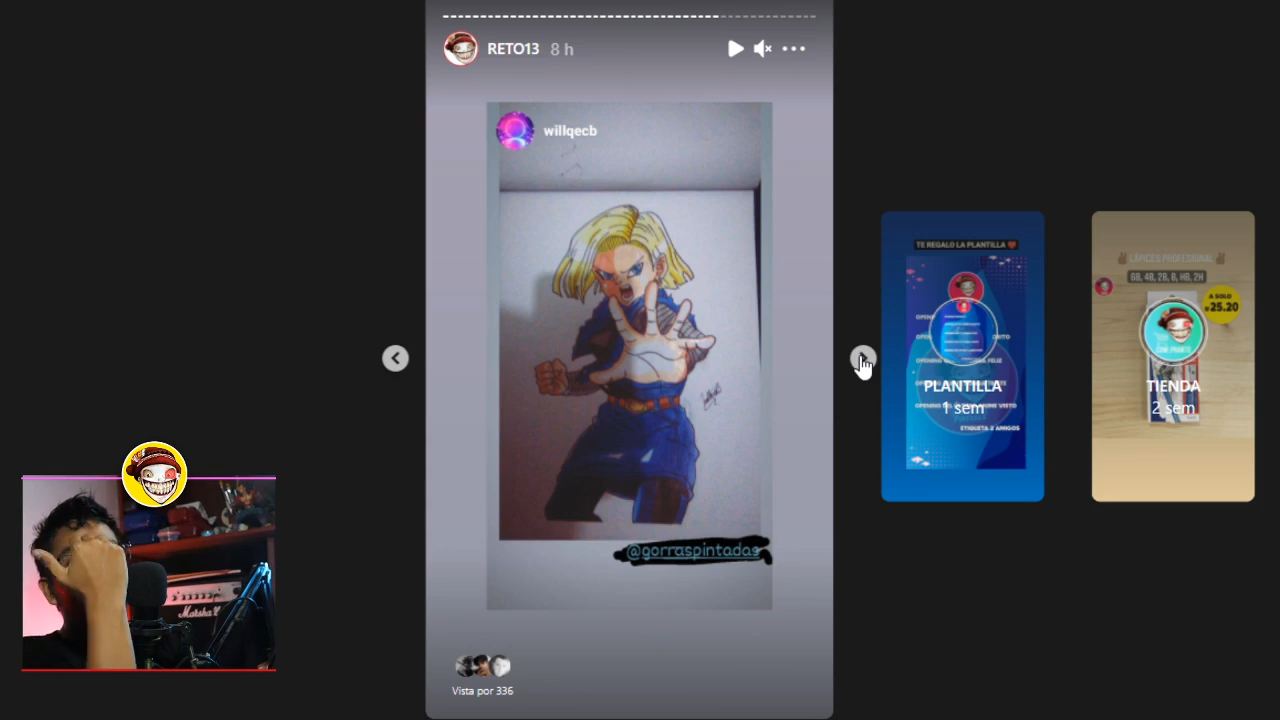 RETO13 8 h
willqecb
@gorraspintadas
Vista por 336
TE REGALO LA PLANTILLA
PLANTILLA
1 sem
ETIQUETA 2 AMIGOS
LÁPICES PROFESIONAL
6B, 4B, 2B, B, HB, 2H
A SOLO
25.20
TIENDA
2 sem
Marshall